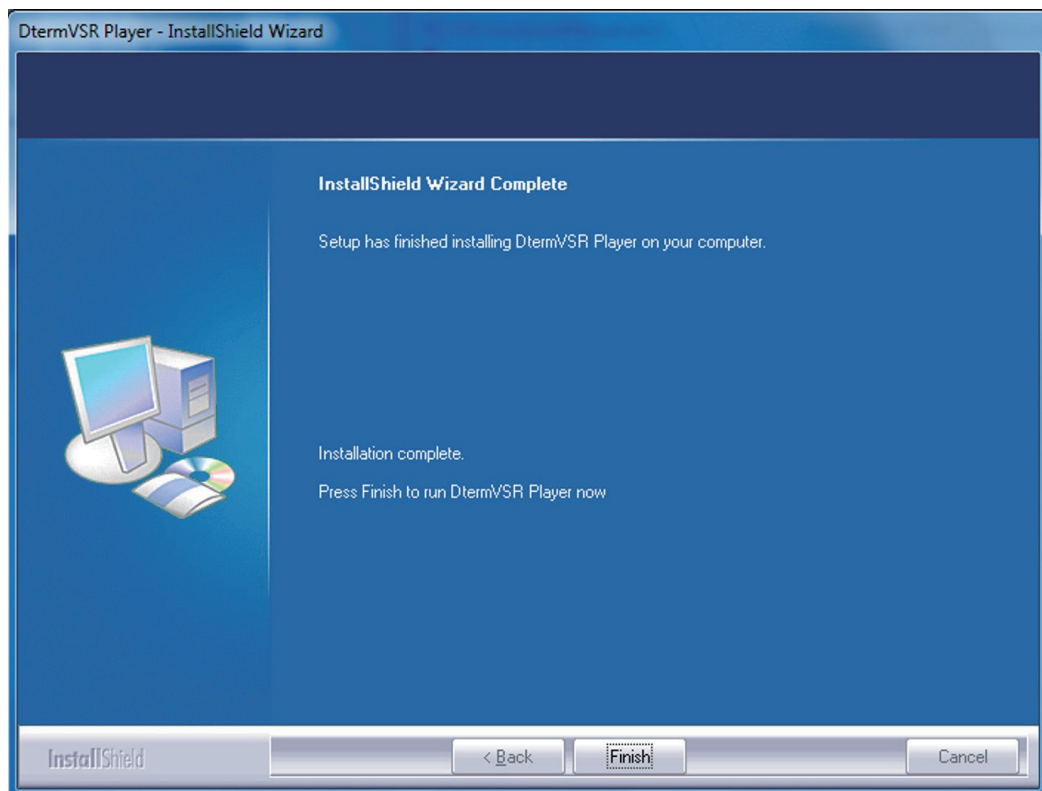 DtermVSR Player - InstallShield Wizard
InstallShield Wizard Complete
Setup has finished installing DtermVSR Player on your computer.
Installation complete.
Press Finish to run DtermVSR Player now
InstallShield
< Back Finish Cancel